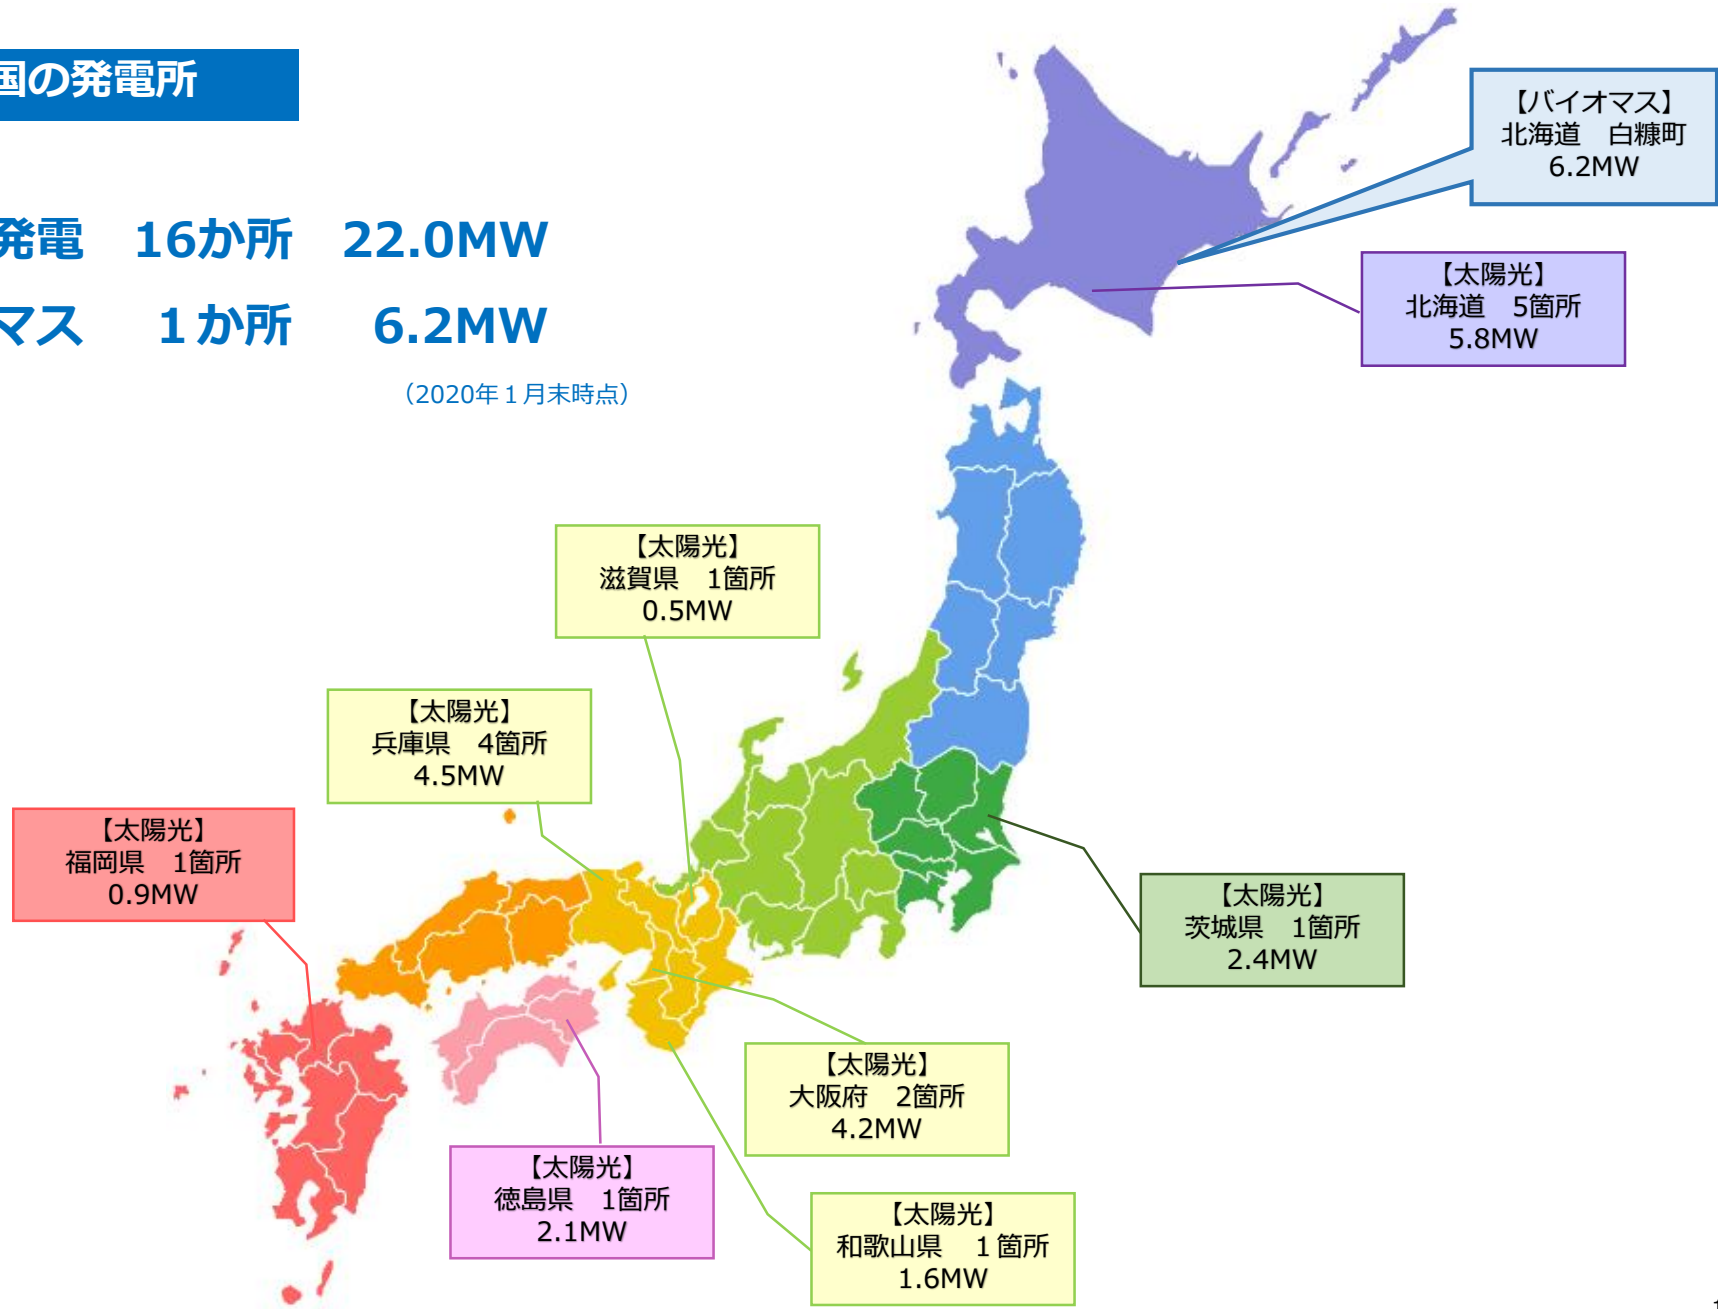 国の発電所
発電　16か所　22.0MW
マス　１か所　6.2MW
（2020年１月末時点）
【バイオマス】
北海道　白糠町
6.2MW
【太陽光】
北海道　5箇所
5.8MW
【太陽光】
滋賀県　1箇所
0.5MW
【太陽光】
兵庫県　4箇所
4.5MW
【太陽光】
福岡県　1箇所
0.9MW
【太陽光】
茨城県　1箇所
2.4MW
【太陽光】
大阪府　2箇所
4.2MW
【太陽光】
徳島県　1箇所
2.1MW
【太陽光】
和歌山県　１箇所
1.6MW